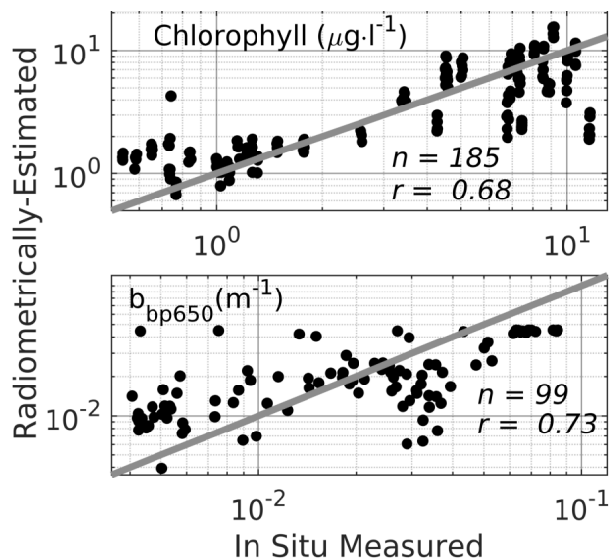 Radiometrically-Estimated
Chlorophyll (μg·l⁻¹)
10¹
10⁰
n = 185
r = 0.68
10⁰
10¹
b_bp650(m⁻¹)
10⁻²
n = 99
r = 0.73
10⁻²
10⁻¹
In Situ Measured